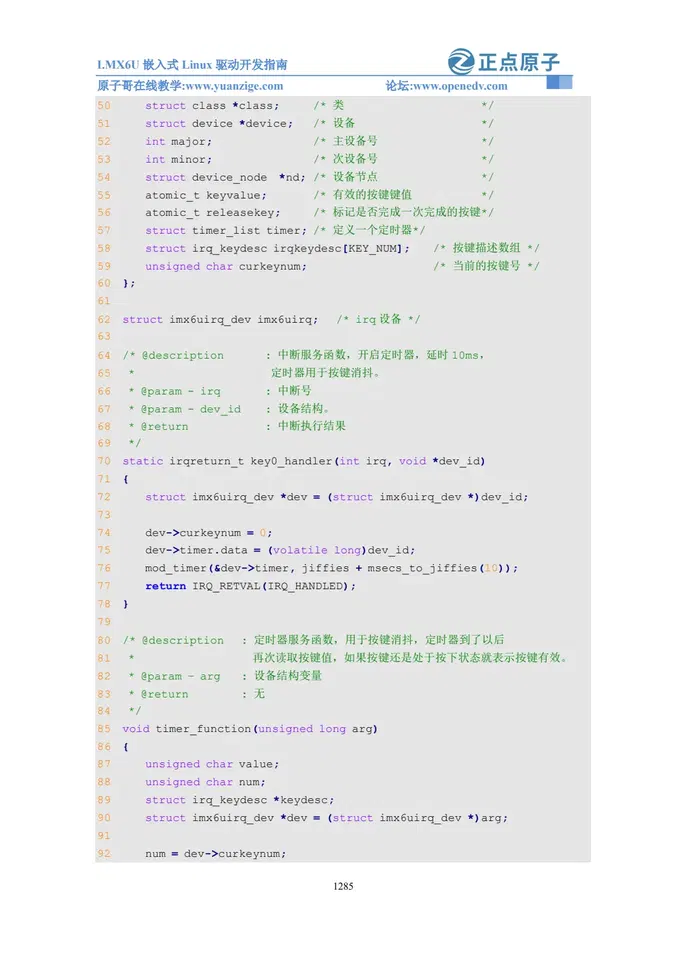 I.MX6U 嵌入式 Linux 驱动开发指南
正点原子
原子哥在线教学:www.yuanzige.com 论坛:www.openedv.com
50 struct class *class; /* 类 */
51 struct device *device; /* 设备 */
52 int major; /* 主设备号 */
53 int minor; /* 次设备号 */
54 struct device_node *nd; /* 设备节点 */
55 atomic_t keyvalue; /* 有效的按键键值 */
56 atomic_t releasekey; /* 标记是否完成一次完成的按键*/
57 struct timer_list timer; /* 定义一个定时器*/
58 struct irq_keydesc irqkeydesc[KEY_NUM]; /* 按键描述数组 */
59 unsigned char curkeynum; /* 当前的按键号 */
60 };
61
62 struct imx6uirq_dev imx6uirq; /* irq 设备 */
63
64 /* @description : 中断服务函数，开启定时器，延时 10ms，
65 * 定时器用于按键消抖。
66 * @param - irq : 中断号
67 * @param - dev_id : 设备结构。
68 * @return : 中断执行结果
69 */
70 static irqreturn_t key0_handler(int irq, void *dev_id)
71 {
72 struct imx6uirq_dev *dev = (struct imx6uirq_dev *)dev_id;
73
74 dev->curkeynum = 0;
75 dev->timer.data = (volatile long)dev_id;
76 mod_timer(&dev->timer, jiffies + msecs_to_jiffies(10));
77 return IRQ_RETVAL(IRQ_HANDLED);
78 }
79
80 /* @description : 定时器服务函数，用于按键消抖，定时器到了以后
81 * 再次读取按键值，如果按键还是处于按下状态就表示按键有效。
82 * @param - arg : 设备结构变量
83 * @return : 无
84 */
85 void timer_function(unsigned long arg)
86 {
87 unsigned char value;
88 unsigned char num;
89 struct irq_keydesc *keydesc;
90 struct imx6uirq_dev *dev = (struct imx6uirq_dev *)arg;
91
92 num = dev->curkeynum;
1285